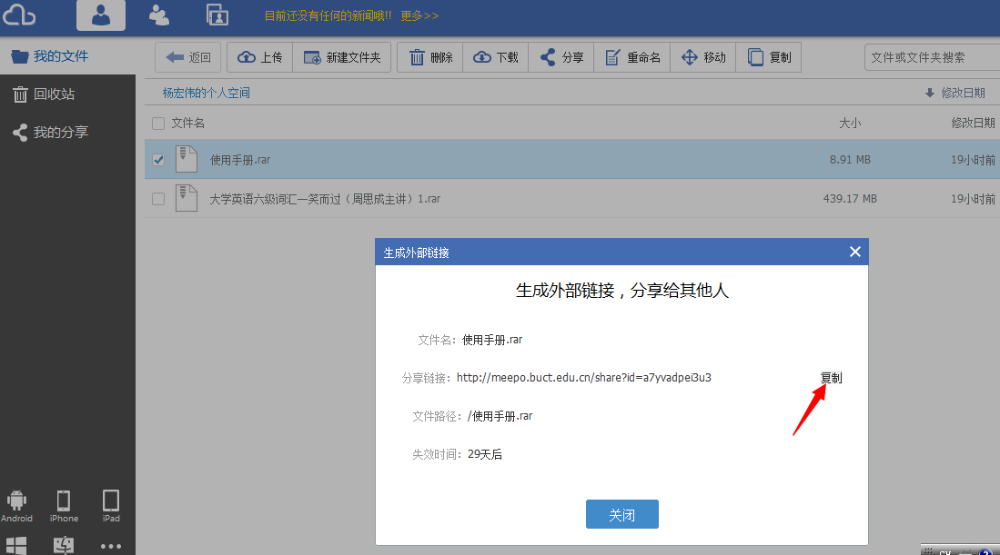 目前还没有任何的新闻哦!! 更多>>
我的文件
返回 上传 新建文件夹 删除 下载 分享 重命名 移动 复制 文件或文件夹搜索
回收站
我的分享
杨宏伟的个人空间 修改日期
文件名 大小 修改日期
使用手册.rar 8.91 MB 19小时前
大学英语六级词汇一笑而过（周思成主讲）1.rar 439.17 MB 19小时前
生成外部链接
生成外部链接，分享给其他人
文件名: 使用手册.rar
分享链接: http://meepo.buct.edu.cn/share?id=a7yvadpei3u3 复制
文件路径: /使用手册.rar
失效时间: 29天后
关闭
Android iPhone iPad